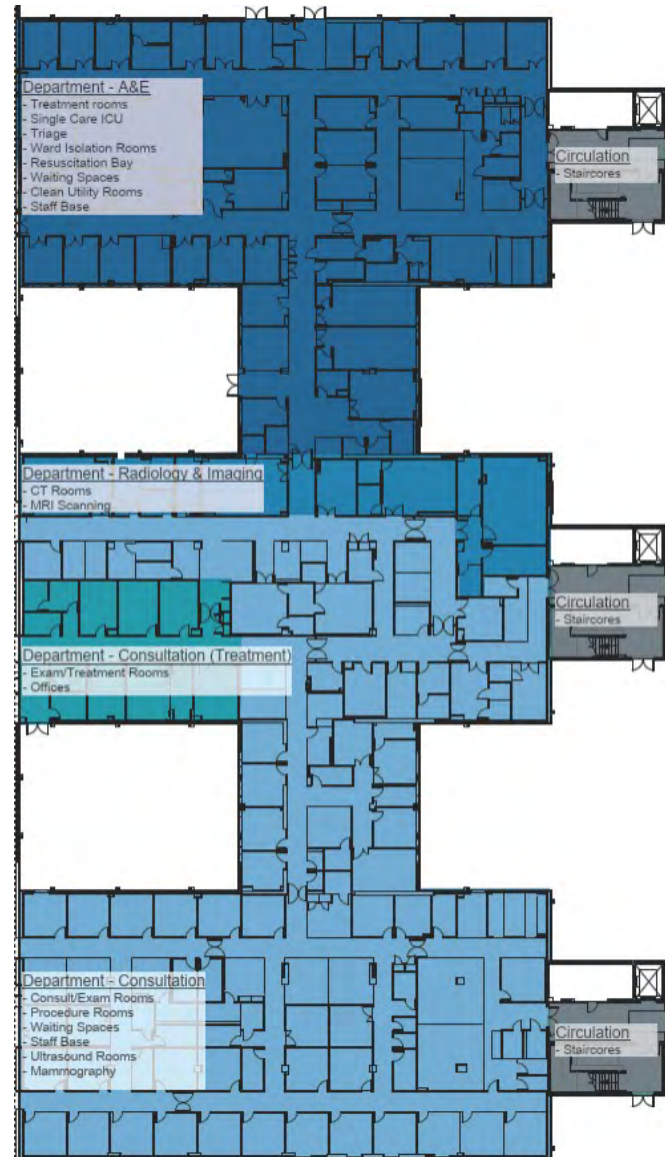 Department - A&E
- Treatment rooms
- Single Care ICU
- Triage
- Ward Isolation Rooms
- Resuscitation Bay
- Waiting Spaces
- Clean Utility Rooms
- Staff Base
Circulation
- Staircores
Department - Radiology & Imaging
- CT Rooms
- MRI Scanning
Circulation
- Staircores
Department - Consultation (Treatment)
- Exam/Treatment Rooms
- Offices
Department - Consultation
- Consult/Exam Rooms
- Procedure Rooms
- Waiting Spaces
- Staff Base
- Ultrasound Rooms
- Mammography
Circulation
- Staircores